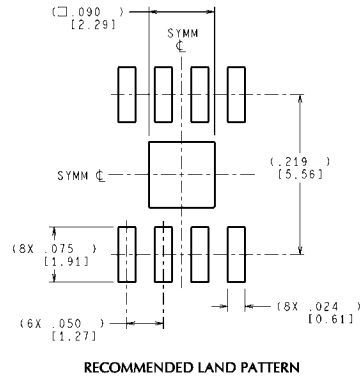 (□ .090 )
[2.29]
SYMM
℄
(.219 )
[5.56]
SYMM ℄
(8X .075 )
[1.91]
(6X .050 )
[1.27]
(8X .024 )
[0.61]
RECOMMENDED LAND PATTERN